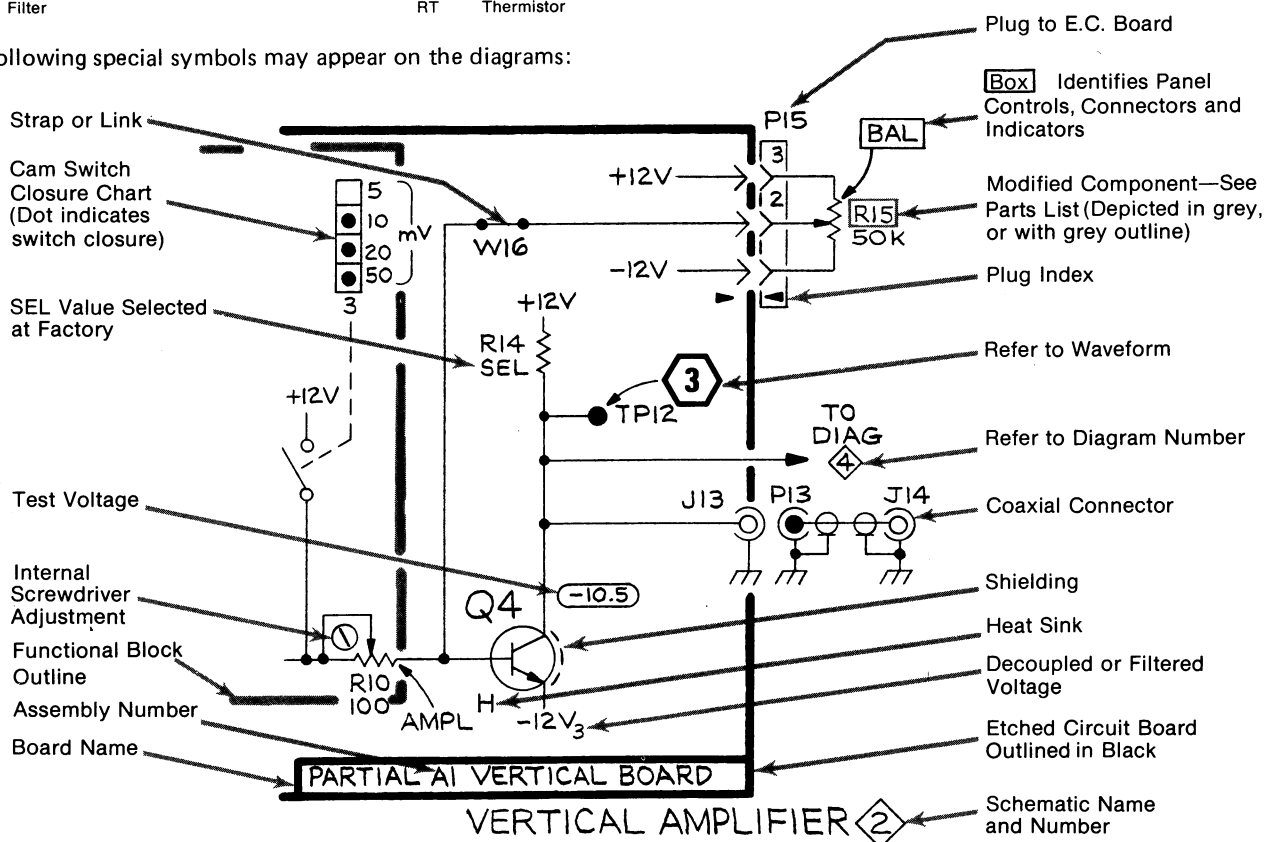 Filter
RT Thermistor
ollowing special symbols may appear on the diagrams:
Plug to E.C. Board
Box Identifies Panel
Controls, Connectors and
Indicators
Strap or Link
Cam Switch
Closure Chart
(Dot indicates
switch closure)
SEL Value Selected
at Factory
Test Voltage
Internal
Screwdriver
Adjustment
Functional Block
Outline
Assembly Number
Board Name
P15
BAL
3
+12V
2
R15
50K
-12V
W16
5
10
20
50
mV
3
+12V
R14
SEL
3
TP12
+12V
TO
DIAG
4
J13
P13
J14
-10.5
Q4
R10
100
AMPL
H
-12V3
PARTIAL A1 VERTICAL BOARD
VERTICAL AMPLIFIER 2
Modified Component—See
Parts List (Depicted in grey,
or with grey outline)
Plug Index
Refer to Waveform
Refer to Diagram Number
Coaxial Connector
Shielding
Heat Sink
Decoupled or Filtered
Voltage
Etched Circuit Board
Outlined in Black
Schematic Name
and Number